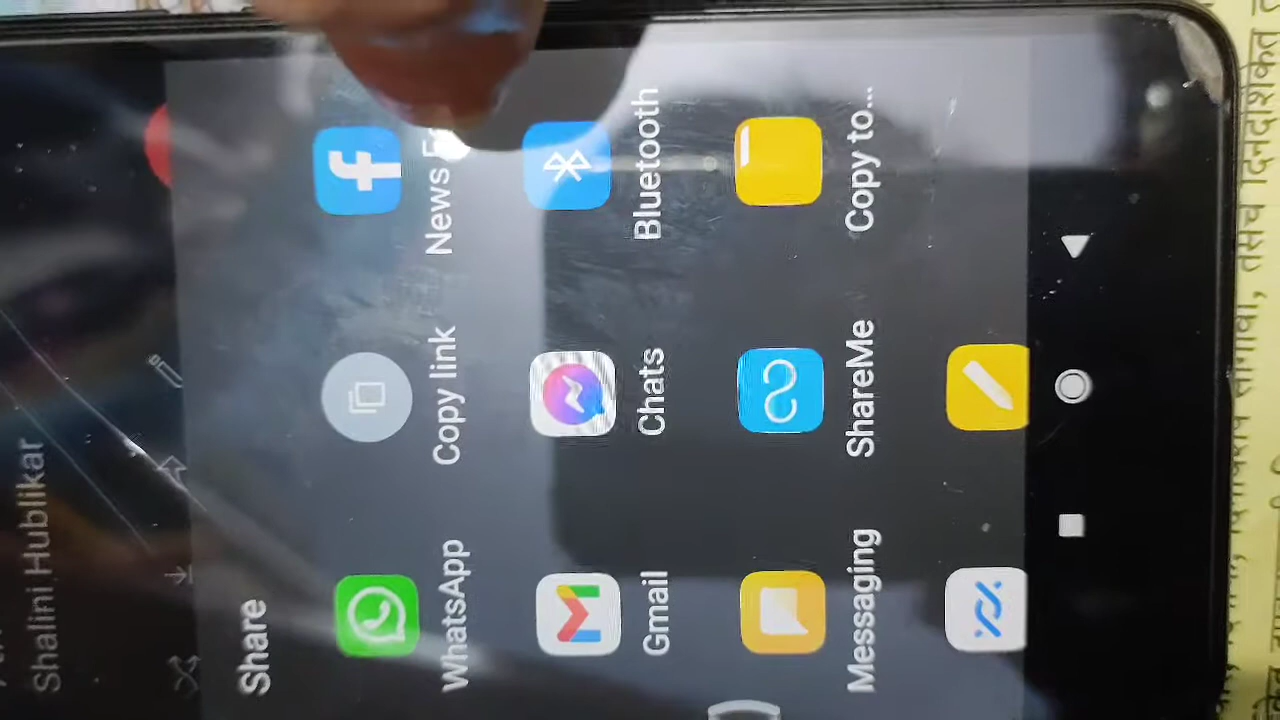 Shalini Hublikar
Share
WhatsApp
Copy link
News
Gmail
Chats
Bluetooth
Messaging
ShareMe
Copy to...